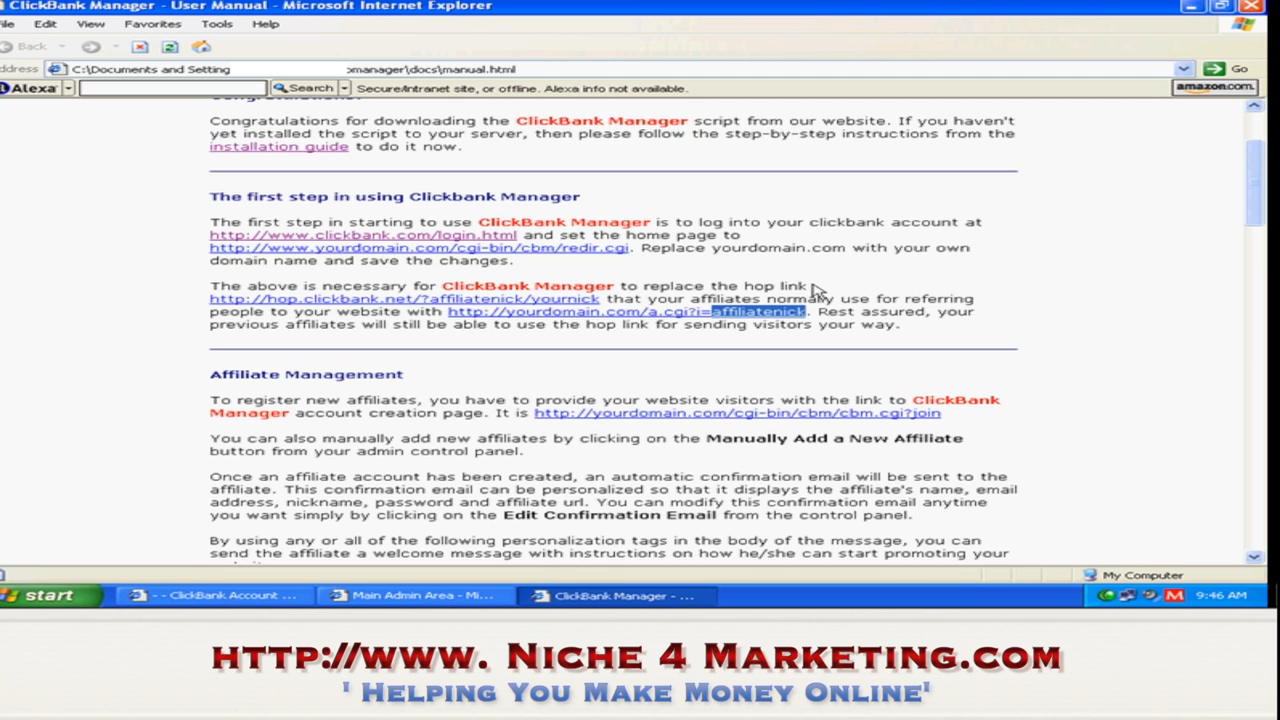 ClickBank Manager - User Manual - Microsoft Internet Explorer
File Edit View Favorites Tools Help
Back
Address C:\Documents and Setting manager\docs\manual.html Go
Alexa Search Secure/Intranet site, or offline. Alexa info not available. amazon.com.
Congratulations for downloading the ClickBank Manager script from our website. If you haven't
yet installed the script to your server, then please follow the step-by-step instructions from the
installation guide to do it now.
The first step in using Clickbank Manager
The first step in starting to use ClickBank Manager is to log into your clickbank account at
http://www.clickbank.com/login.html and set the home page to
http://www.yourdomain.com/cgi-bin/cbm/redir.cgi. Replace yourdomain.com with your own
domain name and save the changes.
The above is necessary for ClickBank Manager to replace the hop link
http://hop.clickbank.net/?affiliatenick/yournick that your affiliates normally use for referring
people to your website with http://yourdomain.com/a.cgi?i=affiliatenick. Rest assured, your
previous affiliates will still be able to use the hop link for sending visitors your way.
Affiliate Management
To register new affiliates, you have to provide your website visitors with the link to ClickBank
Manager account creation page. It is http://yourdomain.com/cgi-bin/cbm/cbm.cgi?join
You can also manually add new affiliates by clicking on the Manually Add a New Affiliate
button from your admin control panel.
Once an affiliate account has been created, an automatic confirmation email will be sent to the
affiliate. This confirmation email can be personalized so that it displays the affiliate's name, email
address, nickname, password and affiliate url. You can modify this confirmation email anytime
you want simply by clicking on the Edit Confirmation Email from the control panel.
By using any or all of the following personalization tags in the body of the message, you can
send the affiliate a welcome message with instructions on how he/she can start promoting your
My Computer
start - - ClickBank Account ... Main Admin Area - Mi... ClickBank Manager - ... M 9:46 AM
http://www. Niche 4 Marketing.com
' Helping You Make Money Online'